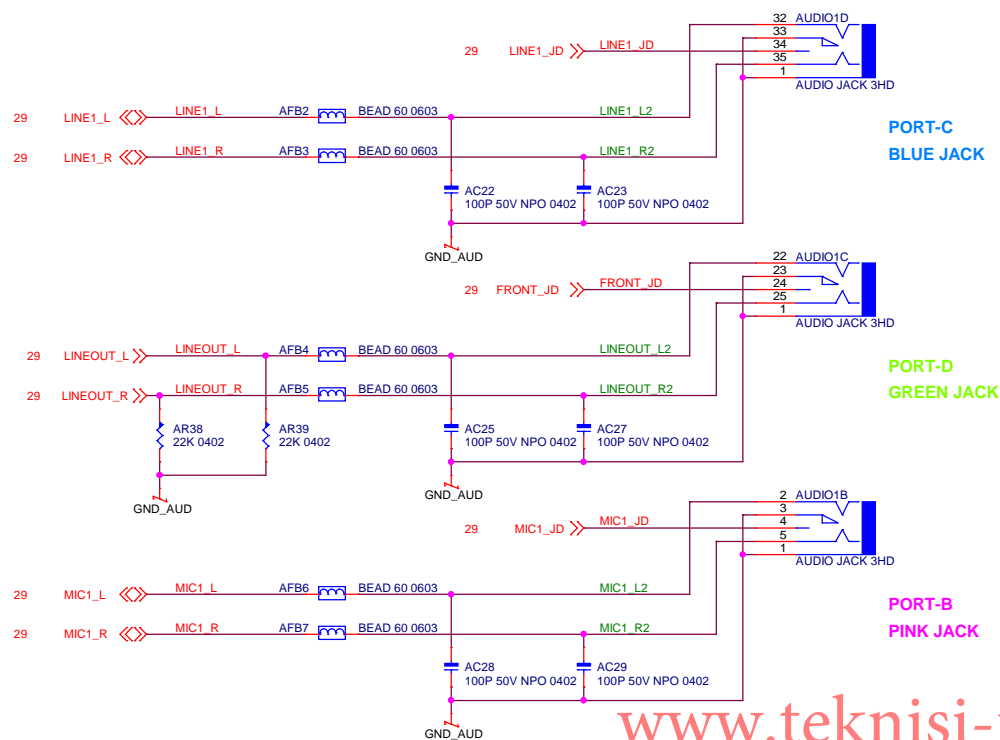 32 AUDIO1D
33
29 LINE1_JD LINE1_JD 34
35
1
AUDIO JACK 3HD
29 LINE1_L LINE1_L AFB2 BEAD 60 0603 LINE1_L2
PORT-C
29 LINE1_R LINE1_R AFB3 BEAD 60 0603 LINE1_R2
BLUE JACK
AC22 AC23
100P 50V NPO 0402 100P 50V NPO 0402
GND_AUD
22 AUDIO1C
23
29 FRONT_JD FRONT_JD 24
25
1
AUDIO JACK 3HD
29 LINEOUT_L LINEOUT_L AFB4 BEAD 60 0603 LINEOUT_L2
PORT-D
29 LINEOUT_R LINEOUT_R AFB5 BEAD 60 0603 LINEOUT_R2
GREEN JACK
AR38 AR39 AC25 AC27
22K 0402 22K 0402 100P 50V NPO 0402 100P 50V NPO 0402
GND_AUD
GND_AUD
2 AUDIO1B
3
29 MIC1_JD MIC1_JD 4
5
1
AUDIO JACK 3HD
29 MIC1_L MIC1_L AFB6 BEAD 60 0603 MIC1_L2
PORT-B
29 MIC1_R MIC1_R AFB7 BEAD 60 0603 MIC1_R2
PINK JACK
AC28 AC29
100P 50V NPO 0402 100P 50V NPO 0402
GND_AUD
www.teknisi-